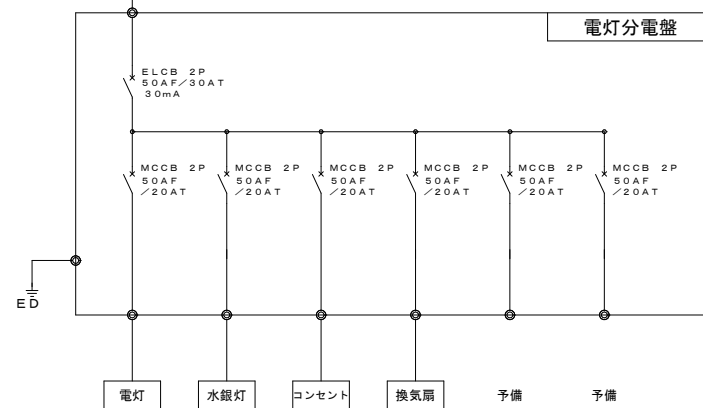 電灯分電盤
ELCB 2P
50AF/30AT
30mA
MCCB 2P
50AF
/20AT
MCCB 2P
50AF
/20AT
MCCB 2P
50AF
/20AT
MCCB 2P
50AF
/20AT
MCCB 2P
50AF
/20AT
MCCB 2P
50AF
/20AT
ED
電灯
水銀灯
コンセント
換気扇
予備
予備